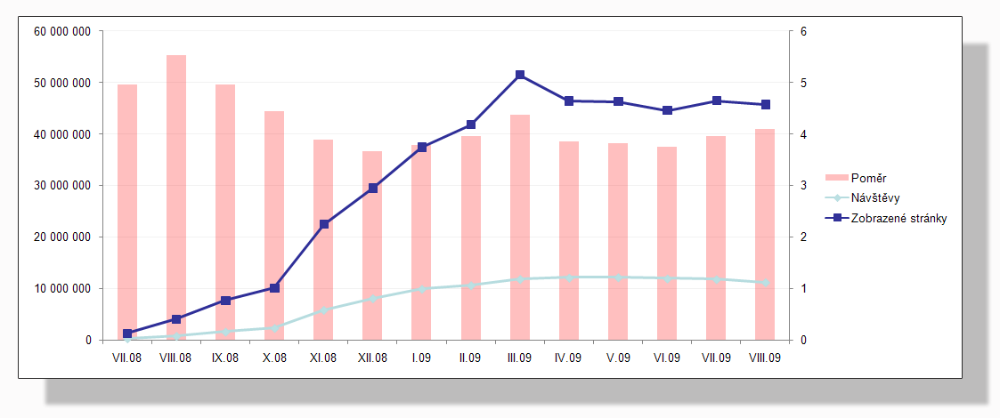 60 000 000
50 000 000
40 000 000
30 000 000
20 000 000
10 000 000
0
6
5
4
3
2
1
0
VII.08 VIII.08 IX.08 X.08 XI.08 XII.08 I.09 II.09 III.09 IV.09 V.09 VI.09 VII.09 VIII.09
Poměr
Návštěvy
Zobrazené stránky